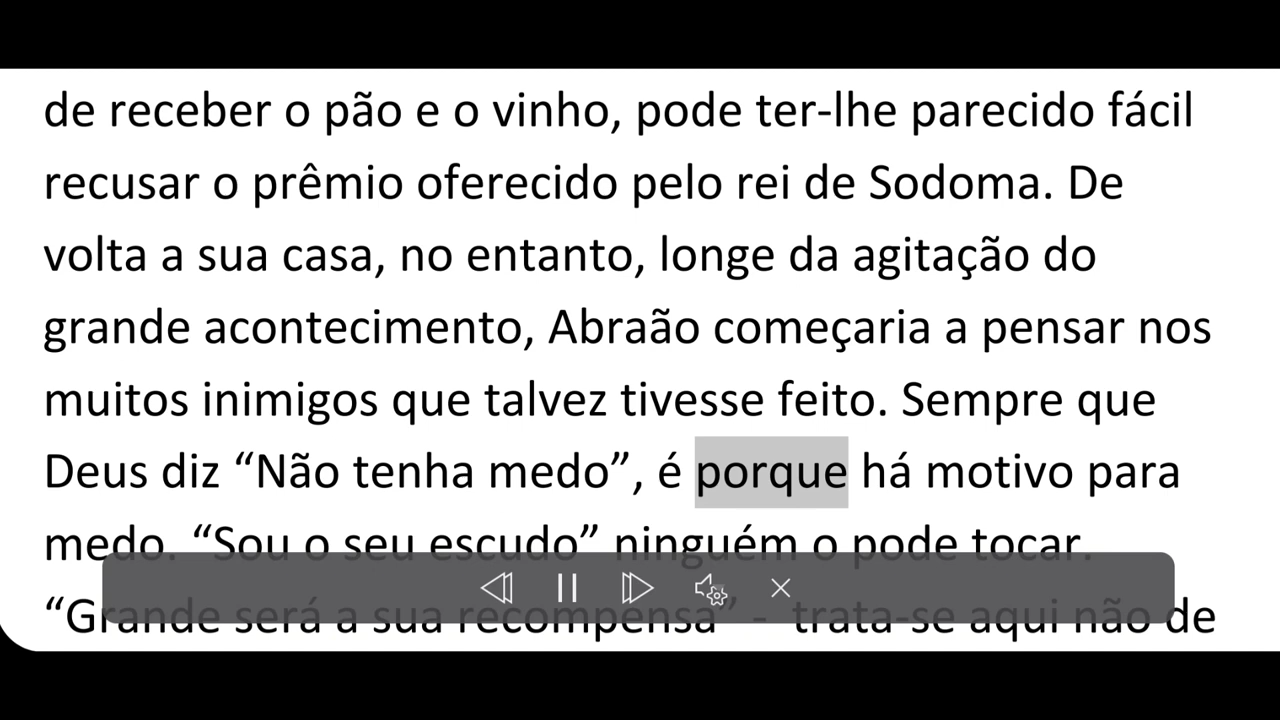 de receber o pão e o vinho, pode ter-lhe parecido fácil
recusar o prêmio oferecido pelo rei de Sodoma. De
volta a sua casa, no entanto, longe da agitação do
grande acontecimento, Abraão começaria a pensar nos
muitos inimigos que talvez tivesse feito. Sempre que
Deus diz “Não tenha medo”, é porque há motivo para
medo. “Sou o seu escudo” ninguém o pode tocar.
“Grande será a sua recompensa” - trata-se aqui não de